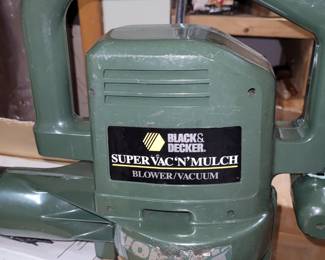 BLACK&
DECKER.
SUPER VAC'N'MULCH
BLOWER/VACUUM